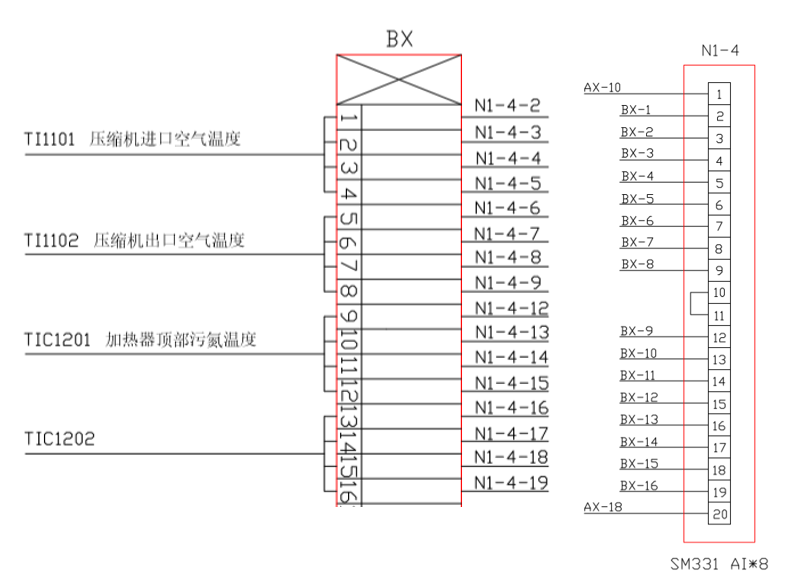 BX
N1-4-2
1
TI1101 压缩机进口空气温度
N1-4-3
2
N1-4-4
3
N1-4-5
4
N1-4-6
5
TI1102 压缩机出口空气温度
N1-4-7
6
N1-4-8
7
N1-4-9
8
N1-4-12
9
TIC1201 加热器顶部污氮温度
N1-4-13
10
N1-4-14
11
N1-4-15
12
N1-4-16
13
TIC1202
N1-4-17
14
N1-4-18
15
N1-4-19
16
N1-4
AX-10 1
BX-1 2
BX-2 3
BX-3 4
BX-4 5
BX-5 6
BX-6 7
BX-7 8
BX-8 9
10
11
BX-9 12
BX-10 13
BX-11 14
BX-12 15
BX-13 16
BX-14 17
BX-15 18
BX-16 19
AX-18 20
SM331 AI*8